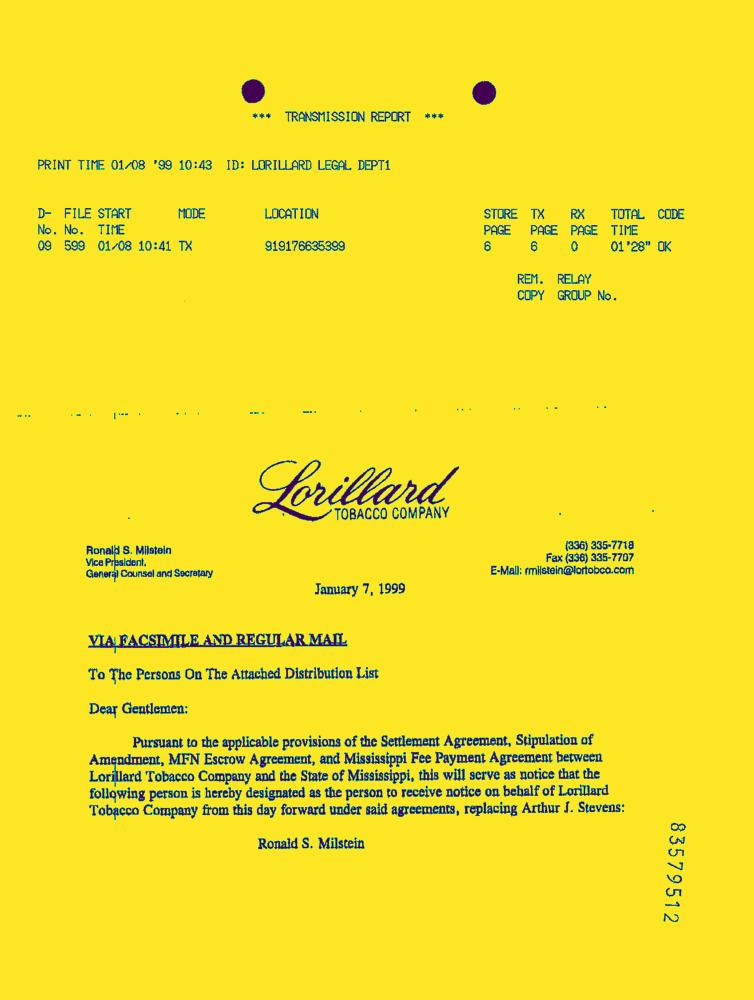 *** TRANSMISSION REPORT ***
PRINT TIME 01/08 '99 10:43 ID: LORILLARD LEGAL DEPT1
D- FILE START MODE LOCATION STORE TX RX TOTAL CODE
No. No. TIME PAGE PAGE PAGE TIME
09 599 01/08 10:41 TX 919176635399 6 6 0 01'28" OK
REM. RELAY
COPY GROUP No.
Lorillard
TOBACCO COMPANY
Ronald S. Milstein
Vice President,
General Counsel and Secretary
(336) 335-7718
Fax (336) 335-7707
E-Mail: rmilstein@lortobco.com
January 7, 1999
VIA FACSIMILE AND REGULAR MAIL
To The Persons On The Attached Distribution List
Dear Gentlemen:
Pursuant to the applicable provisions of the Settlement Agreement, Stipulation of
Amendment, MFN Escrow Agreement, and Mississippi Fee Payment Agreement between
Lorillard Tobacco Company and the State of Mississippi, this will serve as notice that the
following person is hereby designated as the person to receive notice on behalf of Lorillard
Tobacco Company from this day forward under said agreements, replacing Arthur J. Stevens:
Ronald S. Milstein
83579512